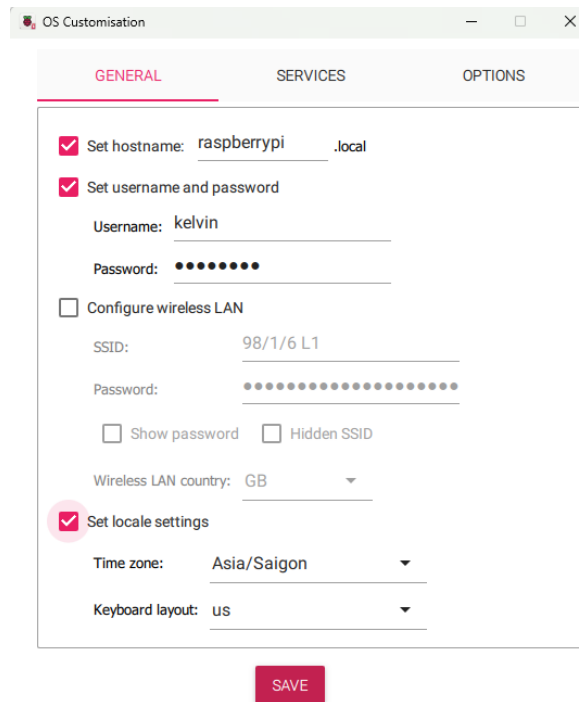 OS Customisation
GENERAL SERVICES OPTIONS
Set hostname: raspberrypi .local
Set username and password
Username: kelvin
Password: ●●●●●●●●
Configure wireless LAN
SSID: 98/1/6 L1
Password: ●●●●●●●●●●●●●●●●●●●●
Show password Hidden SSID
Wireless LAN country: GB
Set locale settings
Time zone: Asia/Saigon
Keyboard layout: us
SAVE